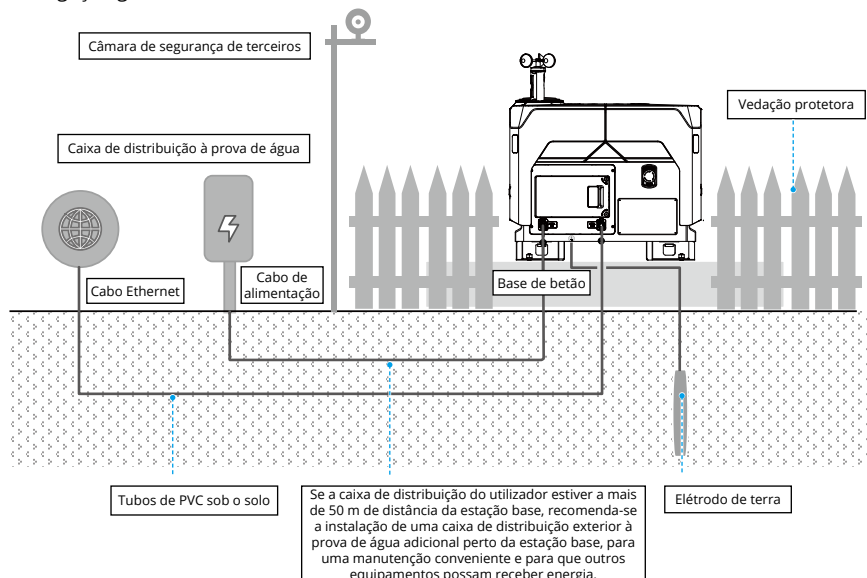 Câmara de segurança de terceiros
Vedação protetora
Caixa de distribuição à prova de água
Cabo Ethernet
Cabo de
alimentação
Base de betão
Tubos de PVC sob o solo
Se a caixa de distribuição do utilizador estiver a mais
de 50 m de distância da estação base, recomenda-se
a instalação de uma caixa de distribuição exterior à
prova de água adicional perto da estação base, para
uma manutenção conveniente e para que outros
equipamentos possam receber energia.
Elétrodo de terra